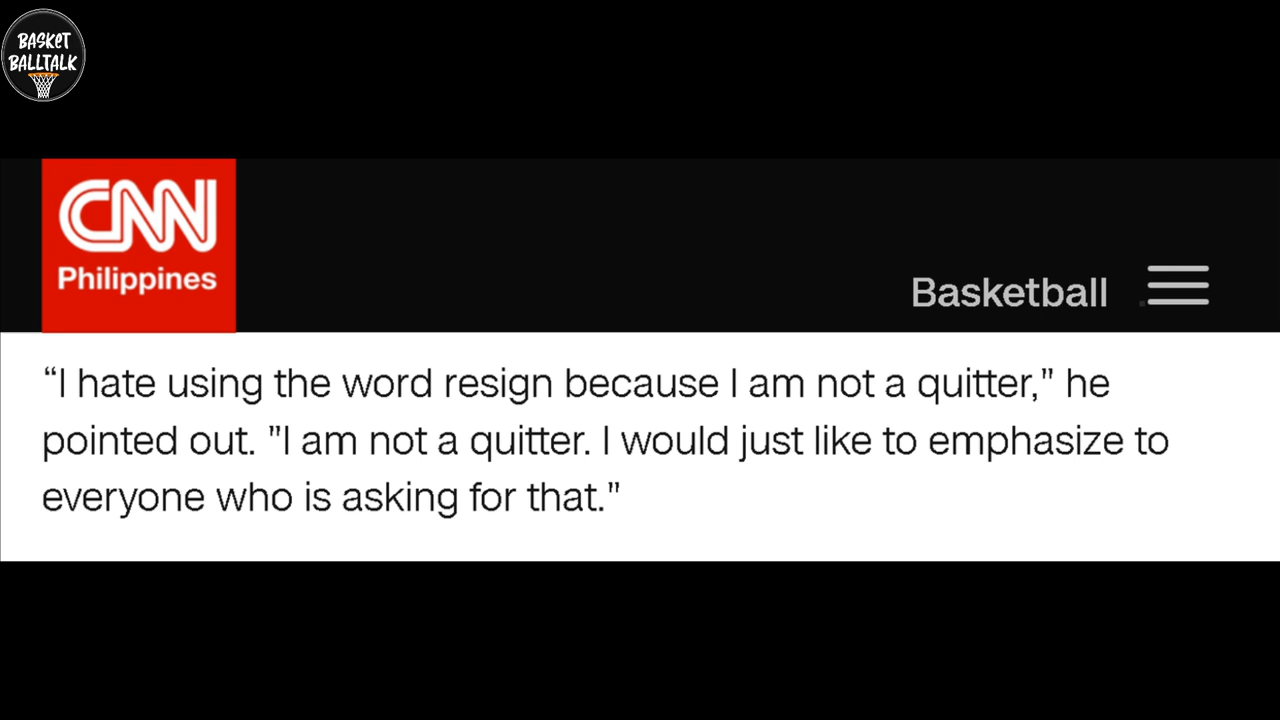 BASKET
BALLTALK
CNN
Philippines
Basketball
“I hate using the word resign because I am not a quitter," he
pointed out. "I am not a quitter. I would just like to emphasize to
everyone who is asking for that."